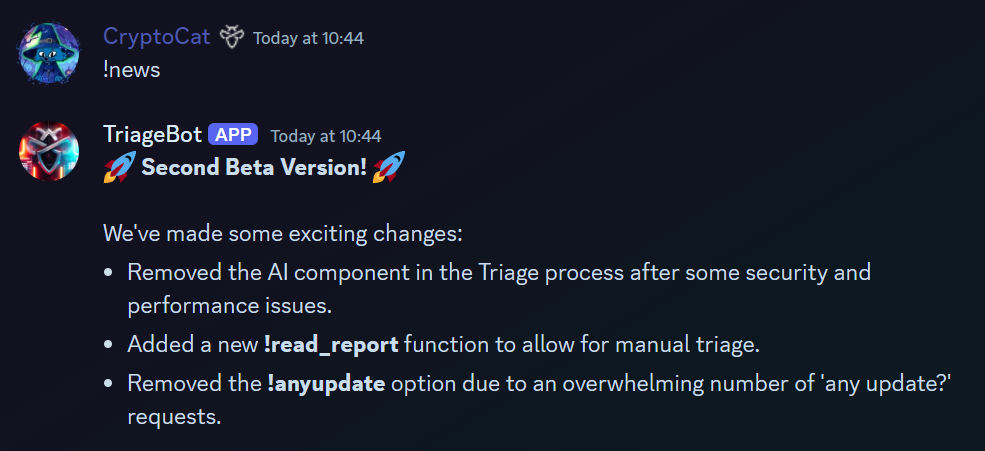 CryptoCat Today at 10:44
!news
TriageBot APP Today at 10:44
🚀 Second Beta Version! 🚀
We've made some exciting changes:
• Removed the AI component in the Triage process after some security and
performance issues.
• Added a new !read_report function to allow for manual triage.
• Removed the !anyupdate option due to an overwhelming number of 'any update?'
requests.